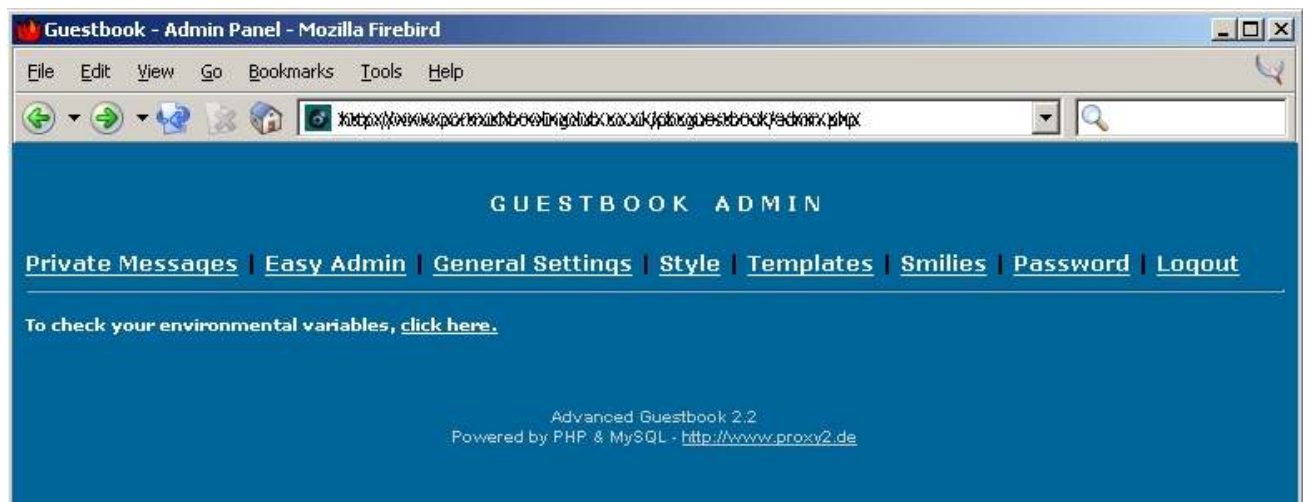 Guestbook - Admin Panel - Mozilla Firebird
File Edit View Go Bookmarks Tools Help
GUESTBOOK ADMIN
Private Messages | Easy Admin | General Settings | Style | Templates | Smilies | Password | Logout
To check your environmental variables, click here.
Advanced Guestbook 2.2
Powered by PHP & MySQL - http://www.proxy2.de